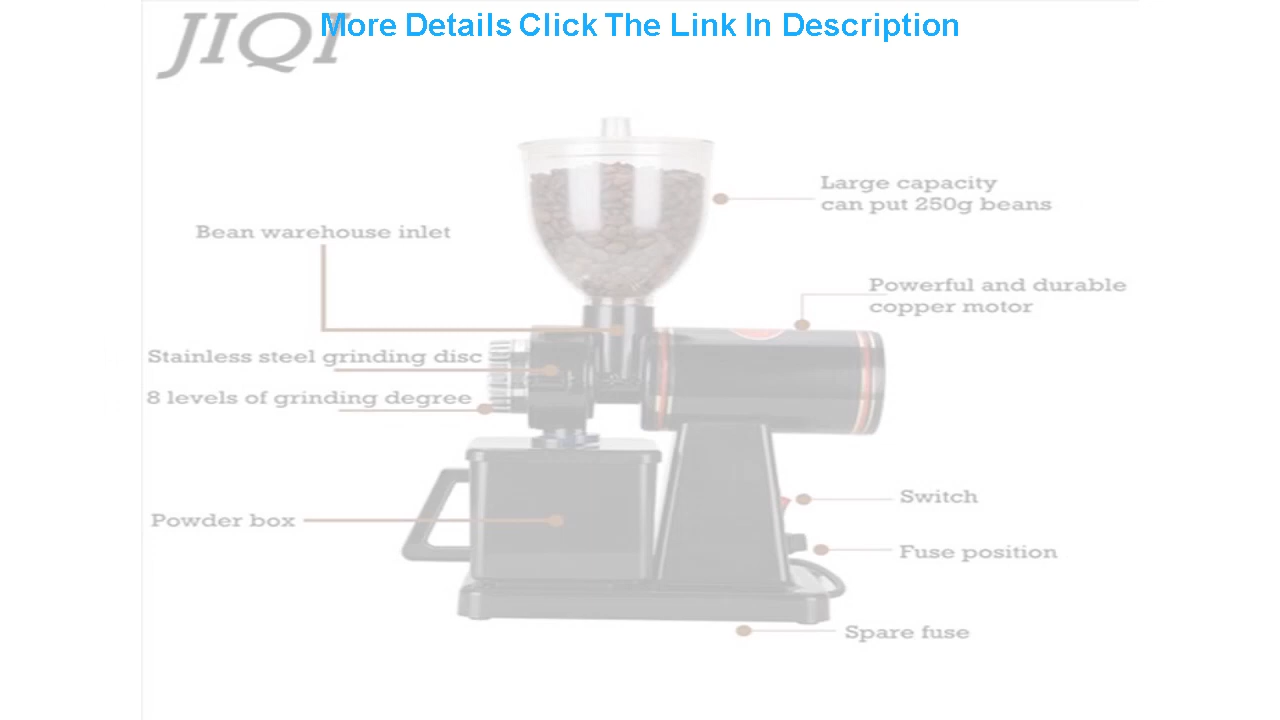 More Details Click The Link In Description
JIQI
Large capacity
can put 250g beans
Bean warehouse inlet
Powerful and durable
copper motor
Stainless steel grinding disc
8 levels of grinding degree
Switch
Powder box
Fuse position
Spare fuse